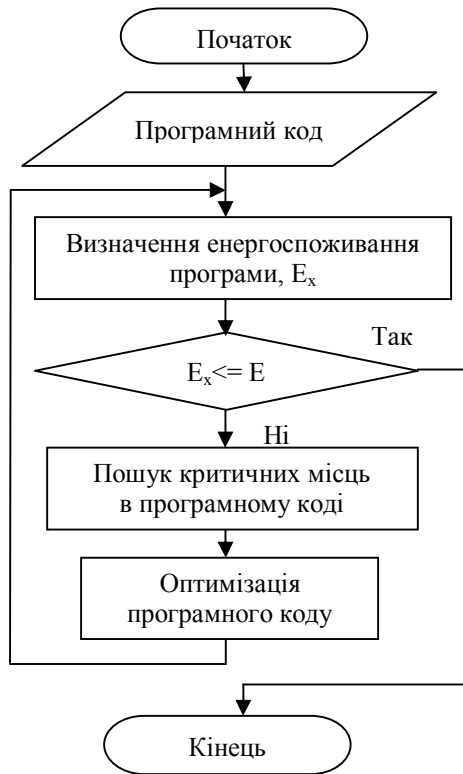 Початок
Програмний код
Визначення енергоспоживання
програми, Eₓ
Так
Eₓ<= E
Ні
Пошук критичних місць
в програмному коді
Оптимізація
програмного коду
Кінець